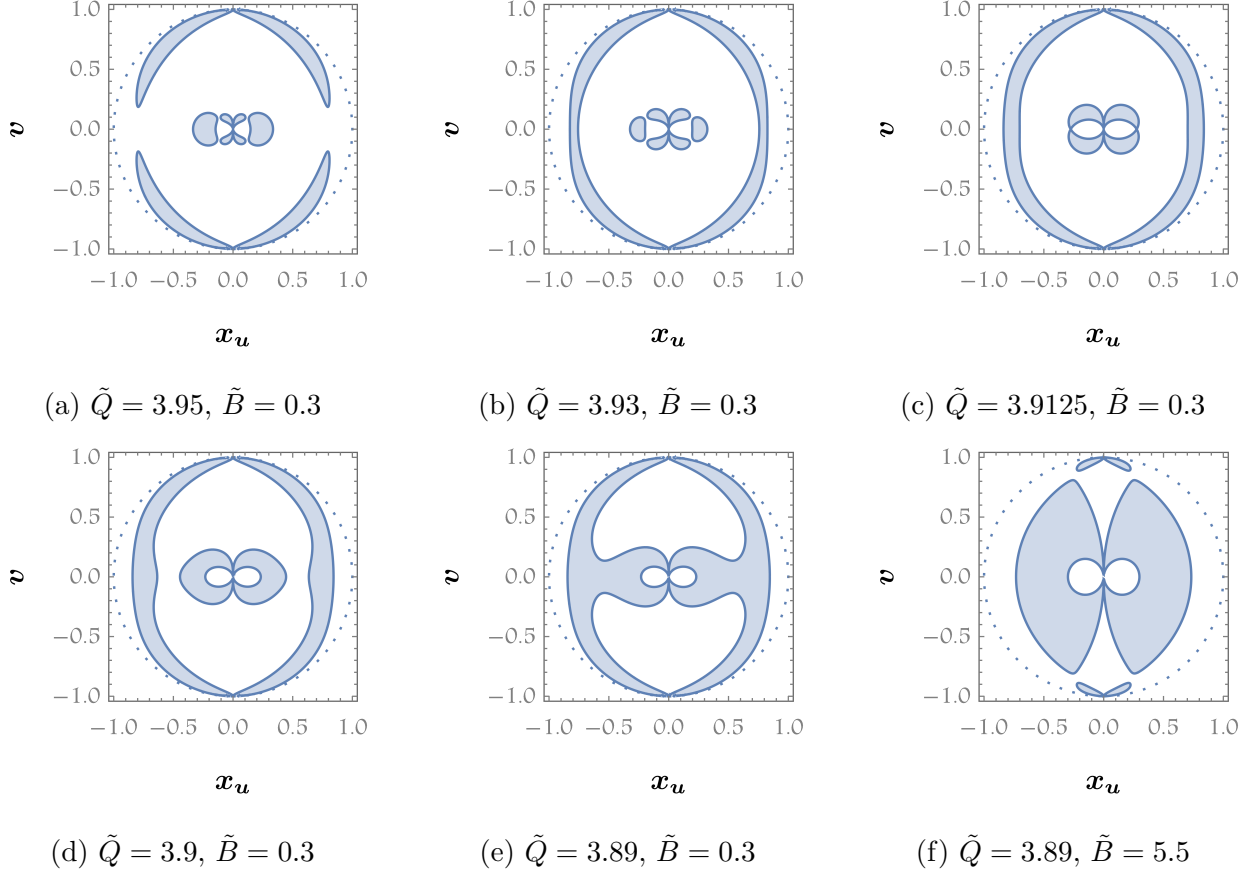 1.0
0.5
0.0
−0.5
−1.0
v
−1.0 −0.5 0.0 0.5 1.0
x_u
(a) Q̃ = 3.95, B̃ = 0.3
1.0
0.5
0.0
−0.5
−1.0
v
−1.0 −0.5 0.0 0.5 1.0
x_u
(b) Q̃ = 3.93, B̃ = 0.3
1.0
0.5
0.0
−0.5
−1.0
v
−1.0 −0.5 0.0 0.5 1.0
x_u
(c) Q̃ = 3.9125, B̃ = 0.3
1.0
0.5
0.0
−0.5
−1.0
v
−1.0 −0.5 0.0 0.5 1.0
x_u
(d) Q̃ = 3.9, B̃ = 0.3
1.0
0.5
0.0
−0.5
−1.0
v
−1.0 −0.5 0.0 0.5 1.0
x_u
(e) Q̃ = 3.89, B̃ = 0.3
1.0
0.5
0.0
−0.5
−1.0
v
−1.0 −0.5 0.0 0.5 1.0
x_u
(f) Q̃ = 3.89, B̃ = 5.5